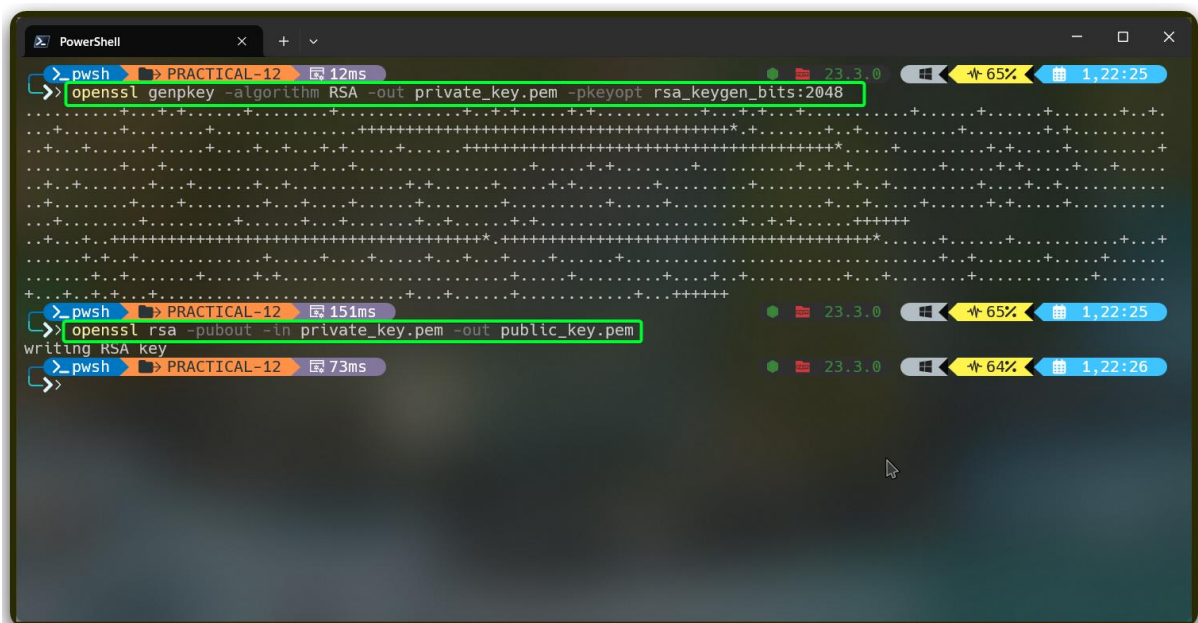 PowerShell
pwsh PRACTICAL-12 12ms 23.3.0 65% 1,22:25
openssl genpkey -algorithm RSA -out private_key.pem -pkeyopt rsa_keygen_bits:2048
pwsh PRACTICAL-12 151ms 23.3.0 65% 1,22:25
openssl rsa -pubout -in private_key.pem -out public_key.pem
writing RSA key
pwsh PRACTICAL-12 73ms 23.3.0 64% 1,22:26